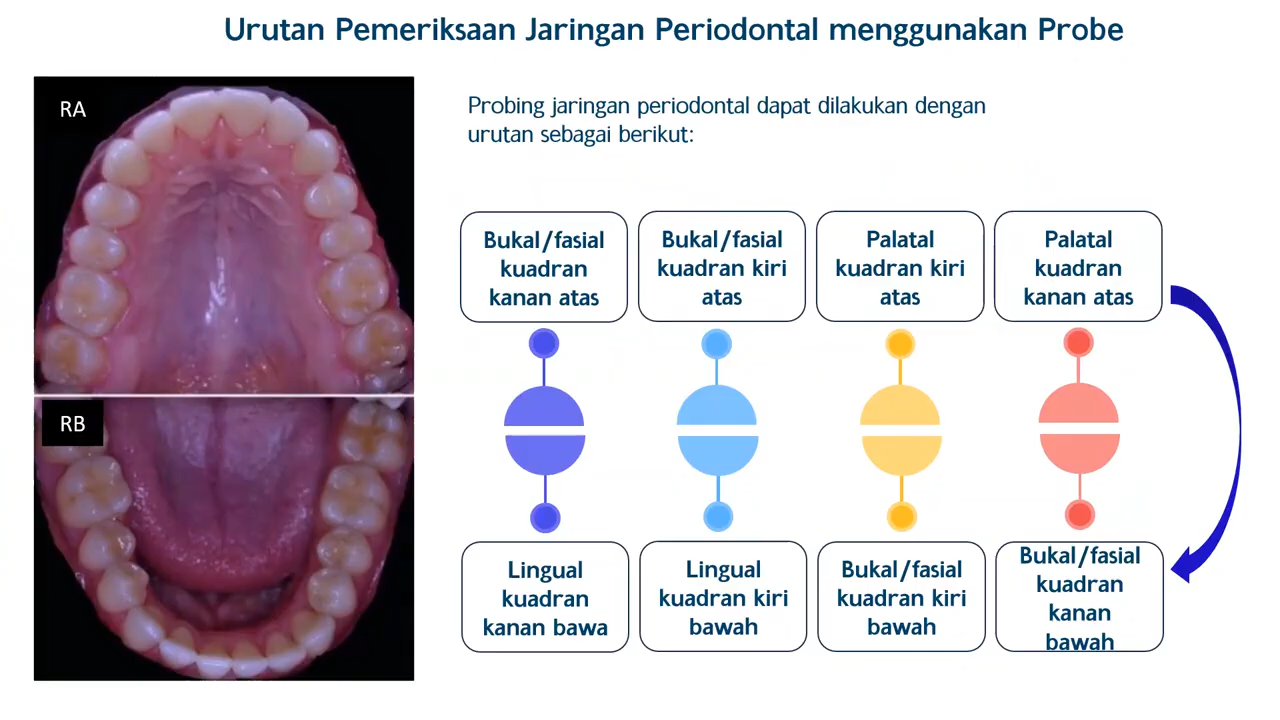 Urutan Pemeriksaan Jaringan Periodontal menggunakan Probe
RA
Probing jaringan periodontal dapat dilakukan dengan
urutan sebagai berikut:
Bukal/fasial
kuadran
kanan atas
Bukal/fasial
kuadran kiri
atas
Palatal
kuadran kiri
atas
Palatal
kuadran
kanan atas
RB
Lingual
kuadran
kanan bawa
Lingual
kuadran kiri
bawah
Bukal/fasial
kuadran kiri
bawah
Bukal/fasial
kuadran
kanan
bawah